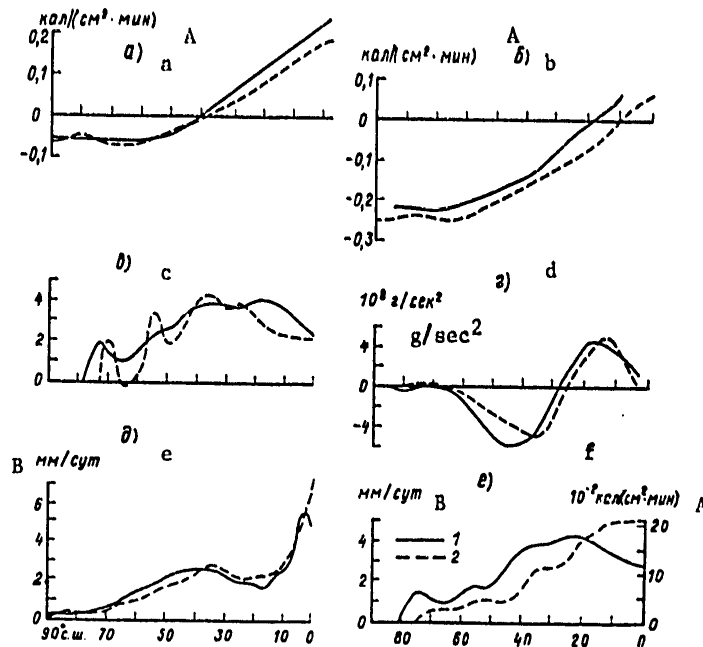 кал/(см²·мин) A
а) a
0,2
0,1
0
-0,1
A
кал/(см²·мин) б) b
0,1
0
-0,1
-0,2
-0,3
в) c
4
2
0
г) d
10⁸ г/сек²
g/sec²
4
0
-4
д) e
B мм/сут
6
4
2
0
90°с.ш. 70 50 30 10 0
f
мм/сут B е) 10⁻² кал(см²·мин) A
4
2
0
1
2
20
10
0
80 60 40 20 0